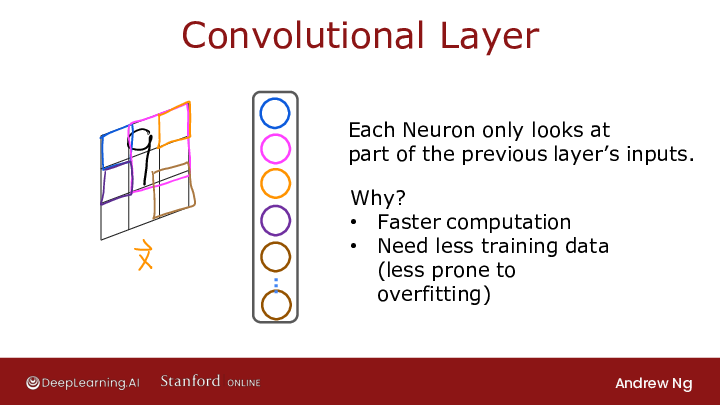 Convolutional Layer
9
Each Neuron only looks at
part of the previous layer’s inputs.
Why?
• Faster computation
• Need less training data
(less prone to
overfitting)
x⃗
DeepLearning.AI
Stanford ONLINE
Andrew Ng